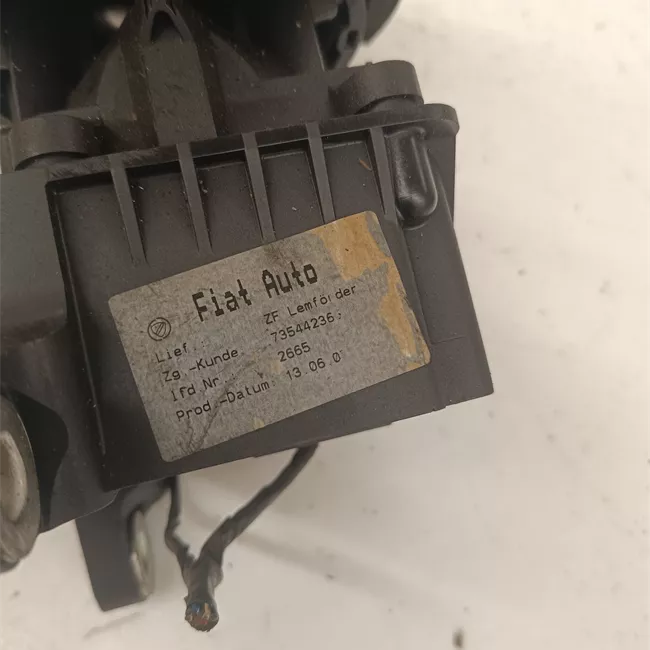 Fiat Auto
Lief.: ZF Lemförder
Zg.-Kunde: 73544236
lfd Nr.: 2665
Prod.-Datum: 13.06.0